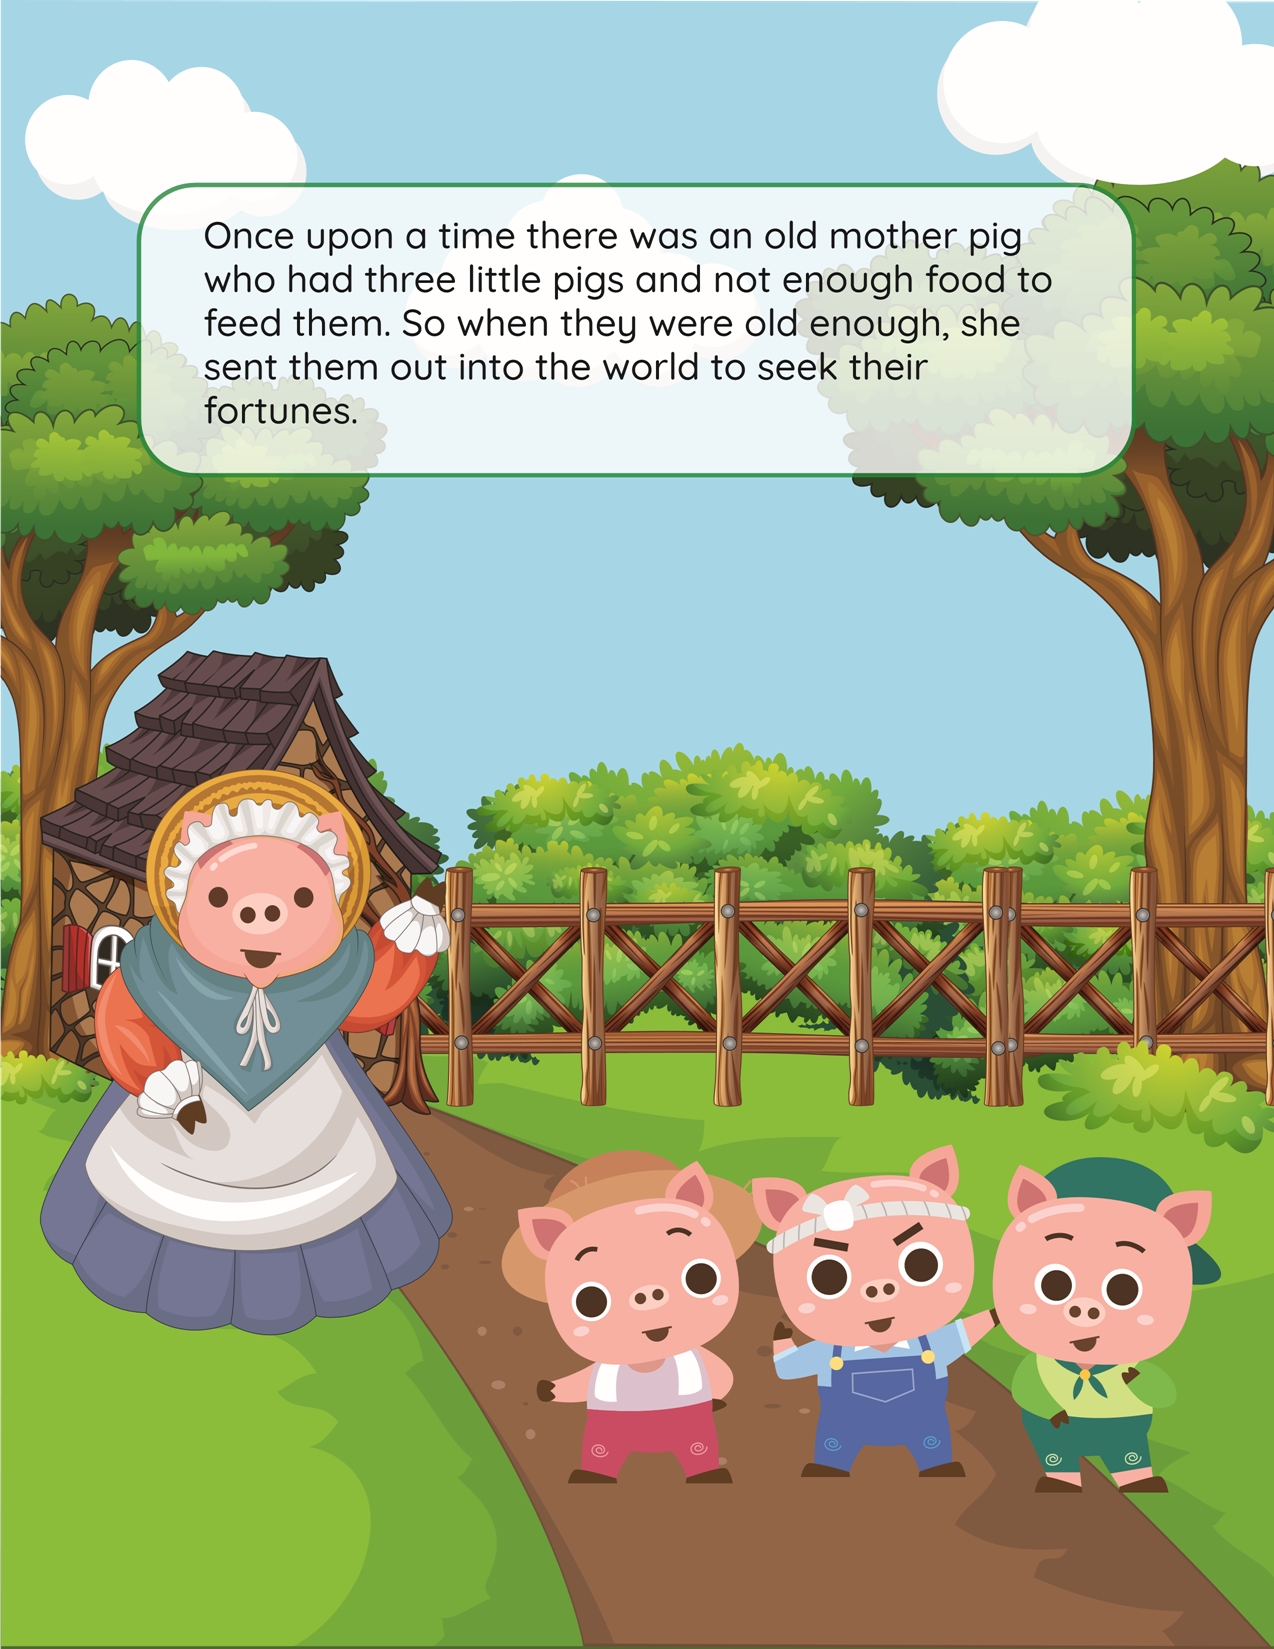 Once upon a time there was an old mother pig
who had three little pigs and not enough food to
feed them. So when they were old enough, she
sent them out into the world to seek their
fortunes.